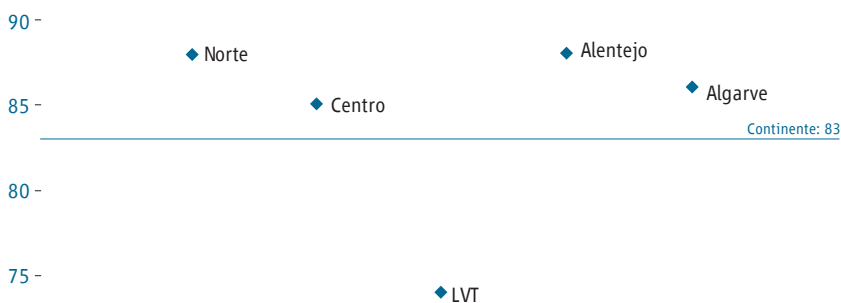 90
Norte
Alentejo
Algarve
85
Centro
Continente: 83
80
75
LVT